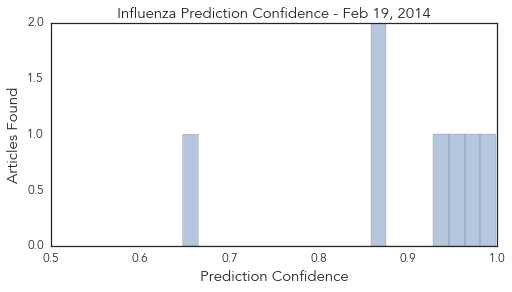 Influenza Prediction Confidence - Feb 19, 2014
2.0
1.5
1.0
0.5
0.0
Articles Found
0.5 0.6 0.7 0.8 0.9 1.0
Prediction Confidence